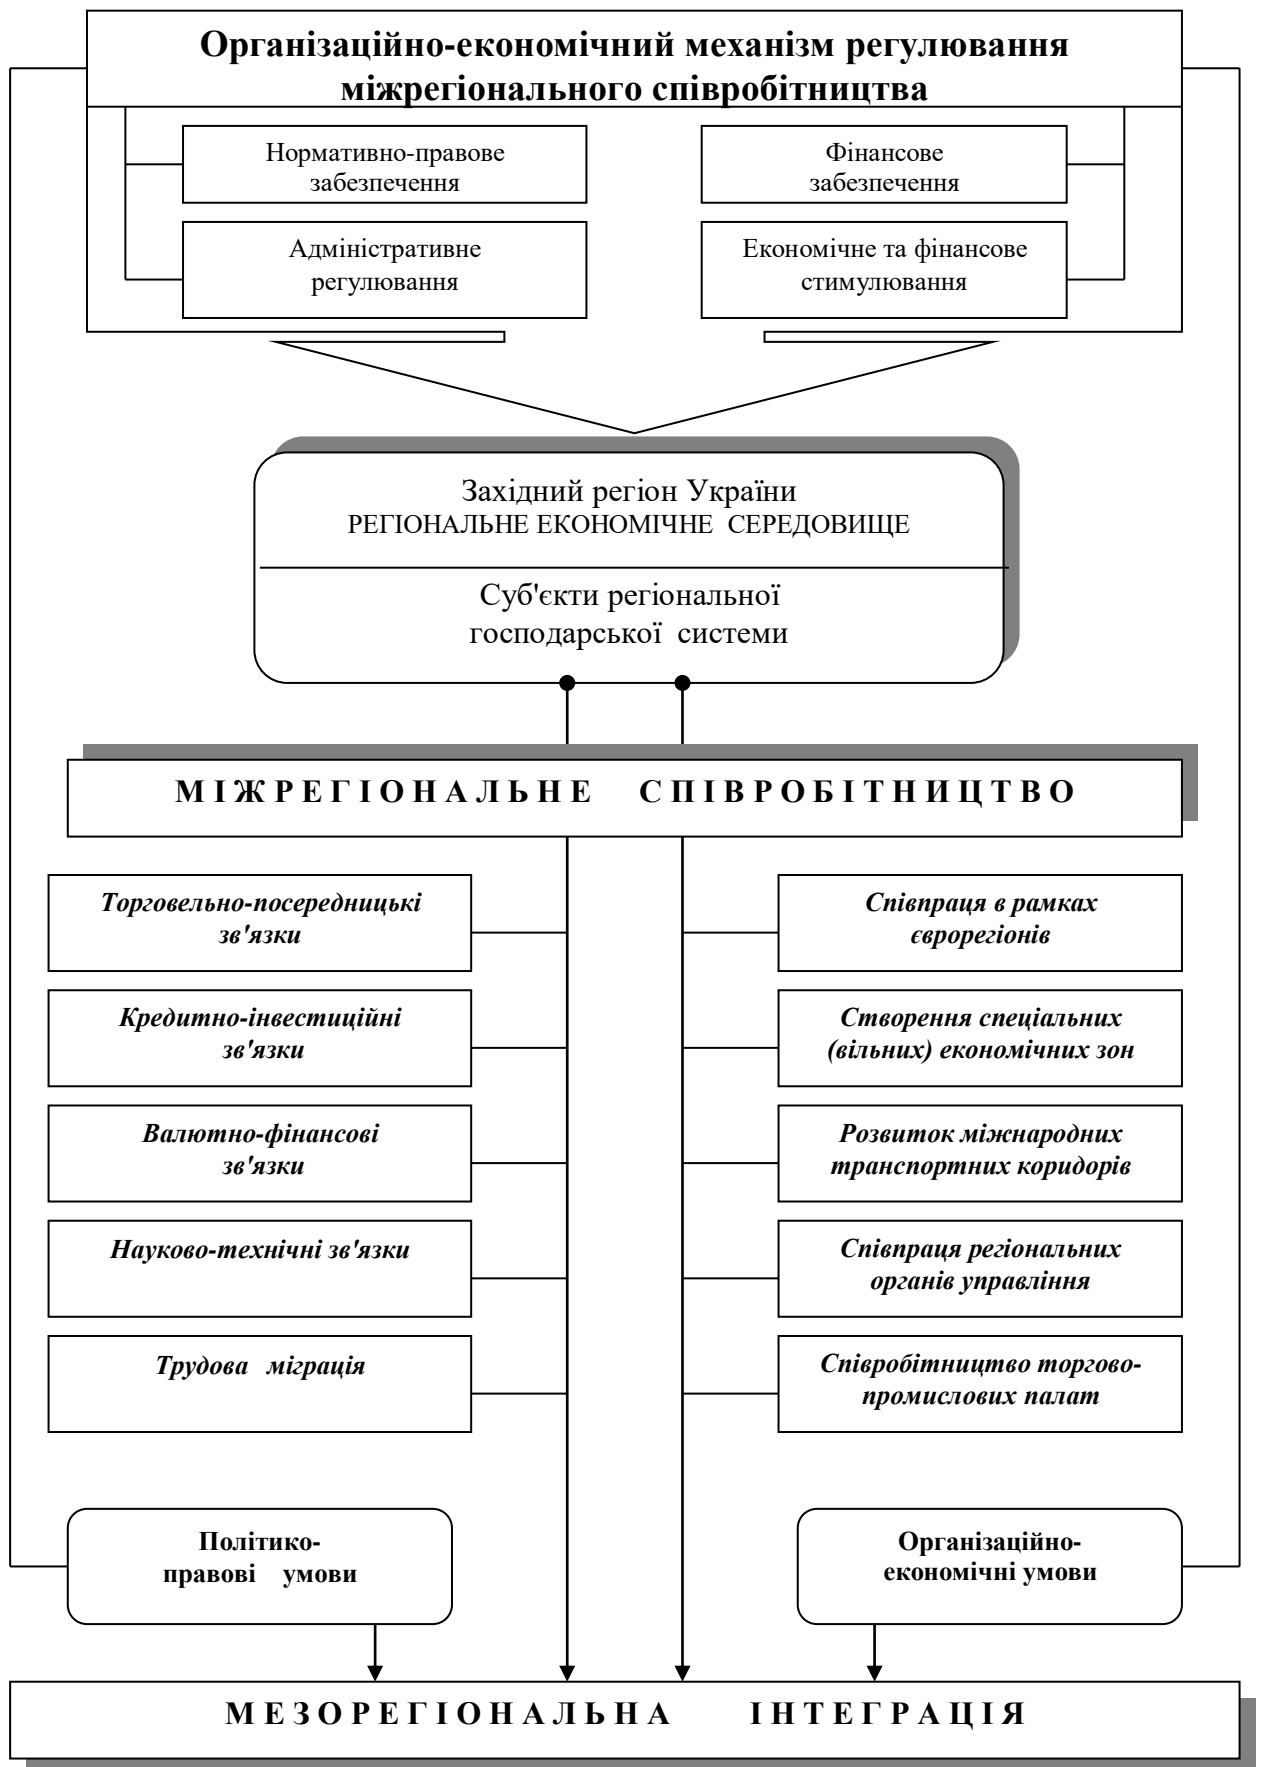 Організаційно-економічний механізм регулювання
міжрегіонального співробітництва
Нормативно-правове
забезпечення
Фінансове
забезпечення
Адміністративне
регулювання
Економічне та фінансове
стимулювання
Західний регіон України
РЕГІОНАЛЬНЕ ЕКОНОМІЧНЕ СЕРЕДОВИЩЕ
Суб'єкти регіональної
господарської системи
МІЖРЕГІОНАЛЬНЕ СПІВРОБІТНИЦТВО
Торговельно-посередницькі
зв'язки
Співпраця в рамках
єврорегіонів
Кредитно-інвестиційні
зв'язки
Створення спеціальних
(вільних) економічних зон
Валютно-фінансові
зв'язки
Розвиток міжнародних
транспортних коридорів
Науково-технічні зв'язки
Співпраця регіональних
органів управління
Трудова міграція
Співробітництво торгово-
промислових палат
Політико-
правові умови
Організаційно-
економічні умови
МЕЗОРЕГІОНАЛЬНА ІНТЕГРАЦІЯ